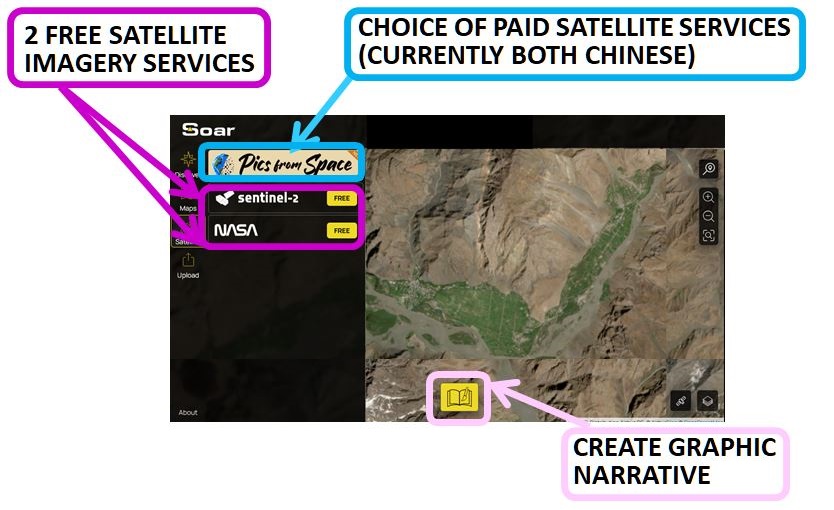 2 FREE SATELLITE
IMAGERY SERVICES
CHOICE OF PAID SATELLITE SERVICES
(CURRENTLY BOTH CHINESE)
Soar
Pics from Space
sentinel-2
FREE
Maps
NASA
FREE
Upload
About
CREATE GRAPHIC
NARRATIVE